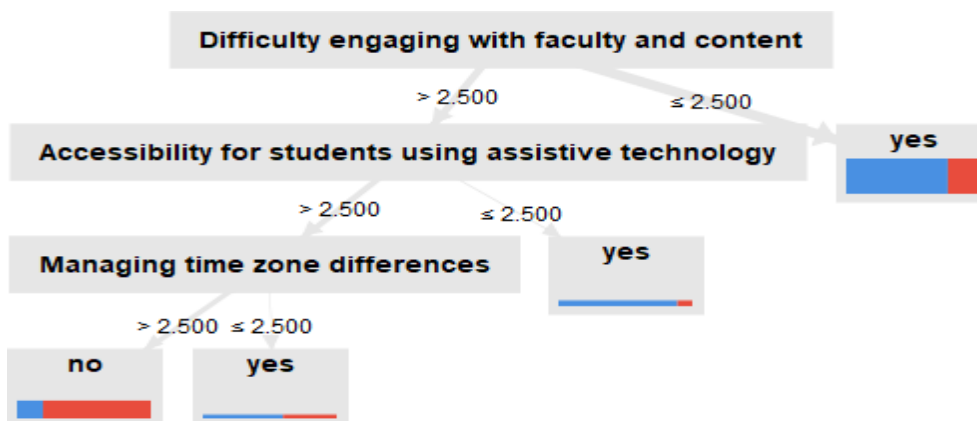 Difficulty engaging with faculty and content
> 2.500
≤ 2.500
Accessibility for students using assistive technology
yes
> 2.500
≤ 2.500
Managing time zone differences
yes
> 2.500
≤ 2.500
no
yes